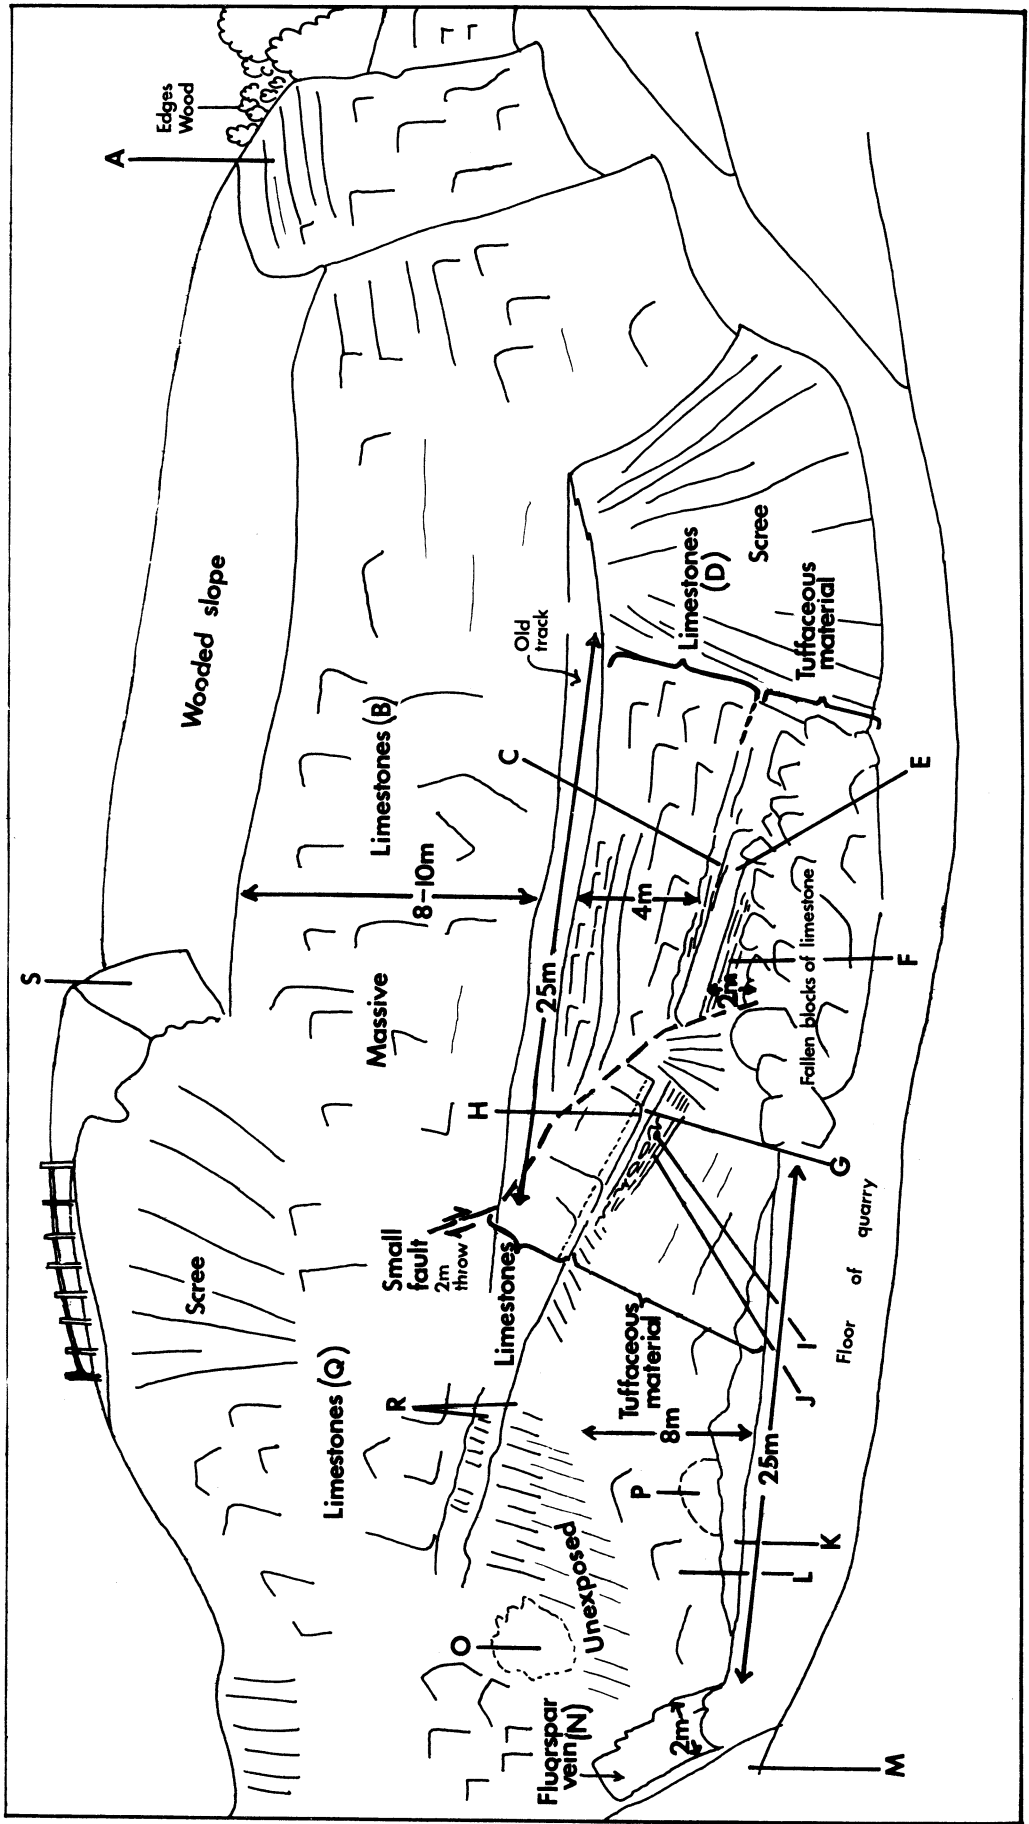 S
A
Edges
Wood
Wooded slope
Scree
Limestones (Q)
Massive
Limestones (B)
R
Small
fault
2m
throw
8-10m
O
H
Limestones
C
Old
track
25m
Fluorspar
vein (N)
Unexposed
Tuffaceous
material
8m
P
4m
Limestones
(D)
Scree
2m
2m
Tuffaceous
material
25m
Fallen blocks of limestone
L
K
J
I
G
Floor of quarry
M
F
E